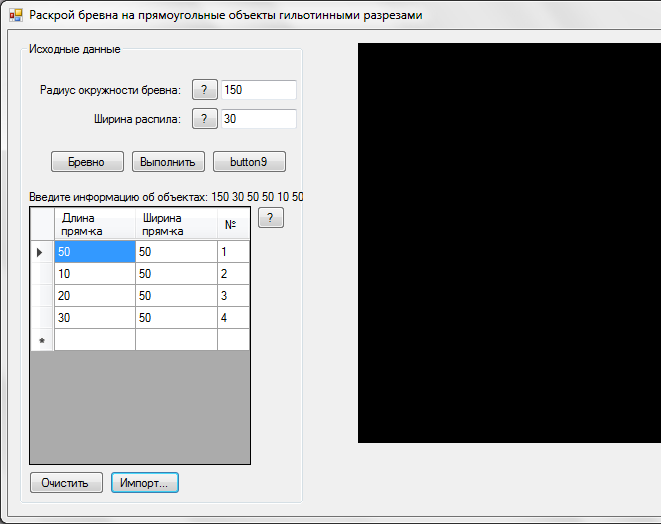 Раскрой бревна на прямоугольные объекты гильотинными разрезами
Исходные данные
Радиус окружности бревна: ? 150
Ширина распила: ? 30
Бревно Выполнить button9
Введите информацию об объектах: 150 30 50 50 10 50
?
Длина прям-ка Ширина прям-ка №
50 50 1
10 50 2
20 50 3
30 50 4
*
Очистить Импорт...